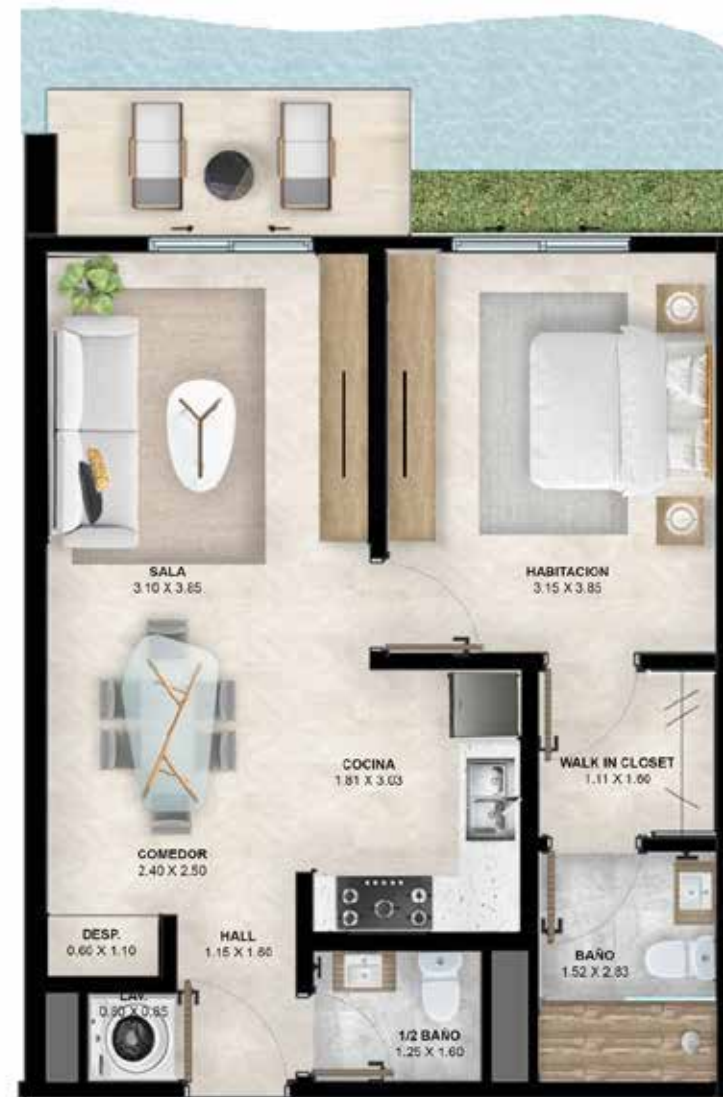 SALA
3.10 X 3.85
HABITACION
3.15 X 3.85
COCINA
1.81 X 3.03
WALK IN CLOSET
1.11 X 1.60
COMEDOR
2.40 X 2.50
DESP.
0.60 X 1.10
HALL
1.15 X 1.60
BAÑO
1.52 X 2.83
LAV.
0.90 X 0.85
1/2 BAÑO
1.25 X 1.60